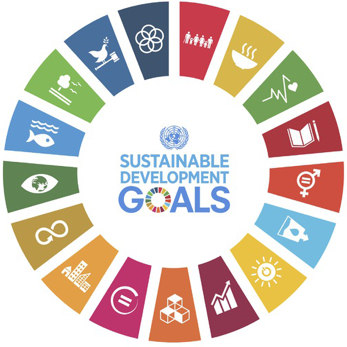 SUSTAINABLE
DEVELOPMENT
GOALS